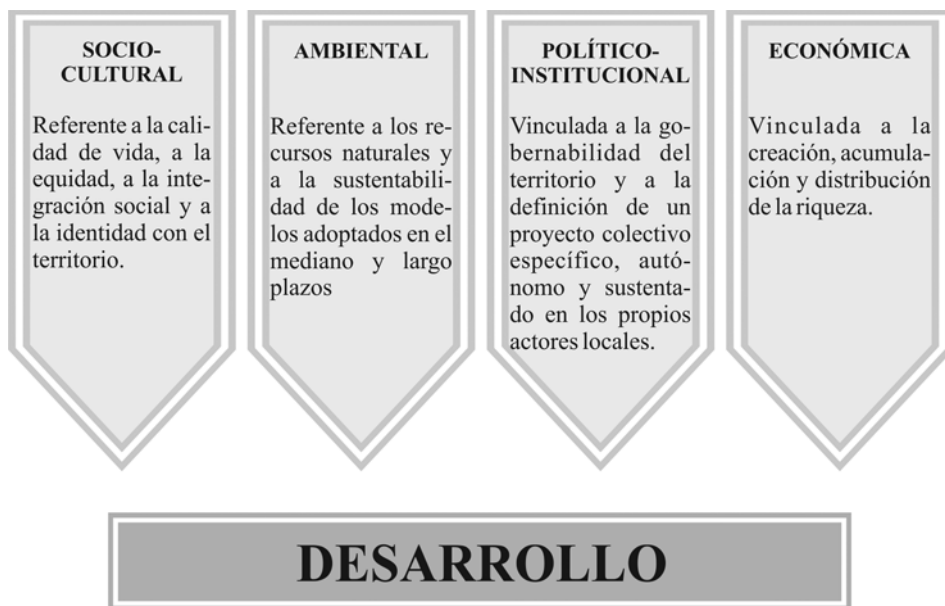 SOCIO-
CULTURAL
Referente a la cali-
dad de vida, a la
equidad, a la inte-
gración social y a
la identidad con el
territorio.
AMBIENTAL
Referente a los re-
cursos naturales y
a la sustentabili-
dad de los mode-
los adoptados en el
mediano y largo
plazos
POLÍTICO-
INSTITUCIONAL
Vinculada a la go-
bernabilidad del
territorio y a la
definición de un
proyecto colectivo
específico, autó-
nomo y sustenta-
do en los propios
actores locales.
ECONÓMICA
Vinculada a la
creación, acumula-
ción y distribución
de la riqueza.
DESARROLLO